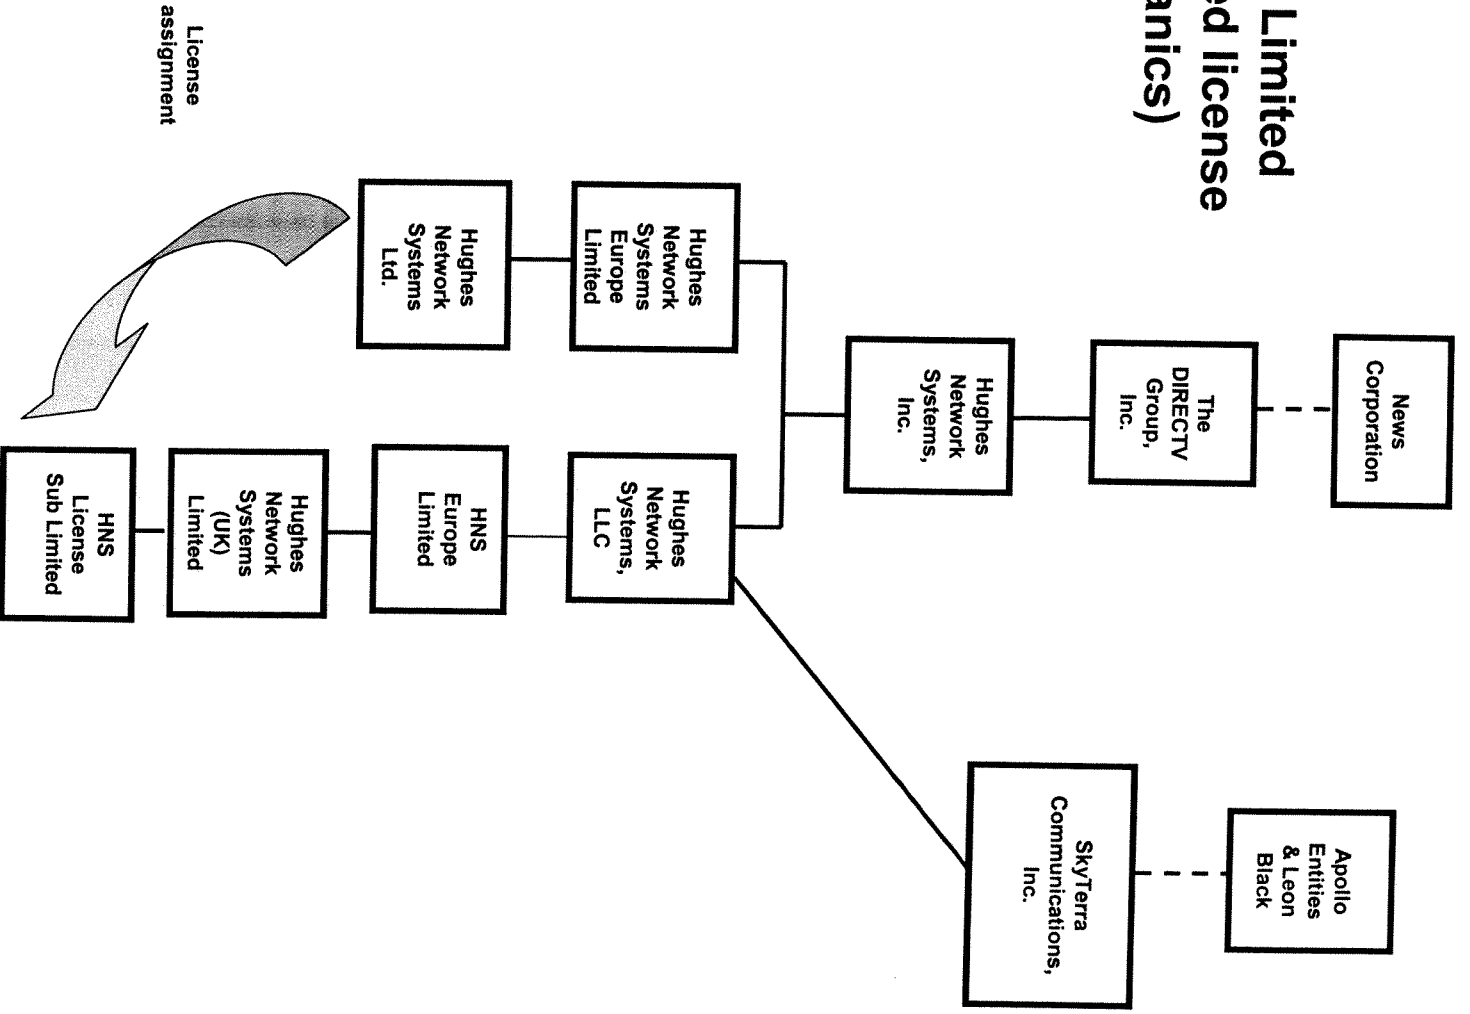 Limited
license
News
Corporation
The
DIRECTV
Group,
Inc.
Apollo
Entities
& Leon
Black
SkyTerra
Communications,
Inc.
Hughes
Network
Systems,
Inc.
Hughes
Network
Systems
Europe
Limited
Hughes
Network
Systems,
LLC
Hughes
Network
Systems
Ltd.
HNS
Europe
Limited
Hughes
Network
Systems
(UK)
Limited
License
assignment
HNS
License
Sub Limited